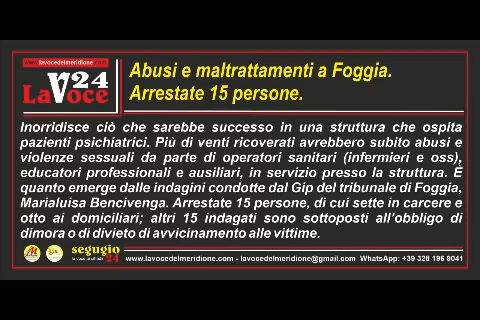 www.lavocedelmeridione.com
V24
LaVoce
Abusi e maltrattamenti a Foggia.
Arrestate 15 persone.
Inorridisce ciò che sarebbe successo in una struttura che ospita
pazienti psichiatrici. Più di venti ricoverati avrebbero subito abusi e
violenze sessuali da parte di operatori sanitari (infermieri e oss),
educatori professionali e ausiliari, in servizio presso la struttura. È
quanto emerge dalle indagini condotte dal Gip del tribunale di Foggia,
Marialuisa Bencivenga. Arrestate 15 persone, di cui sette in carcere e
otto ai domiciliari; altri 15 indagati sono sottoposti all'obbligo di
dimora o di divieto di avvicinamento alle vittime.
segugio
24
www.lavocedelmeridione.com - lavocedelmeridione@gmail.com WhatsApp: +39 328 196 9041